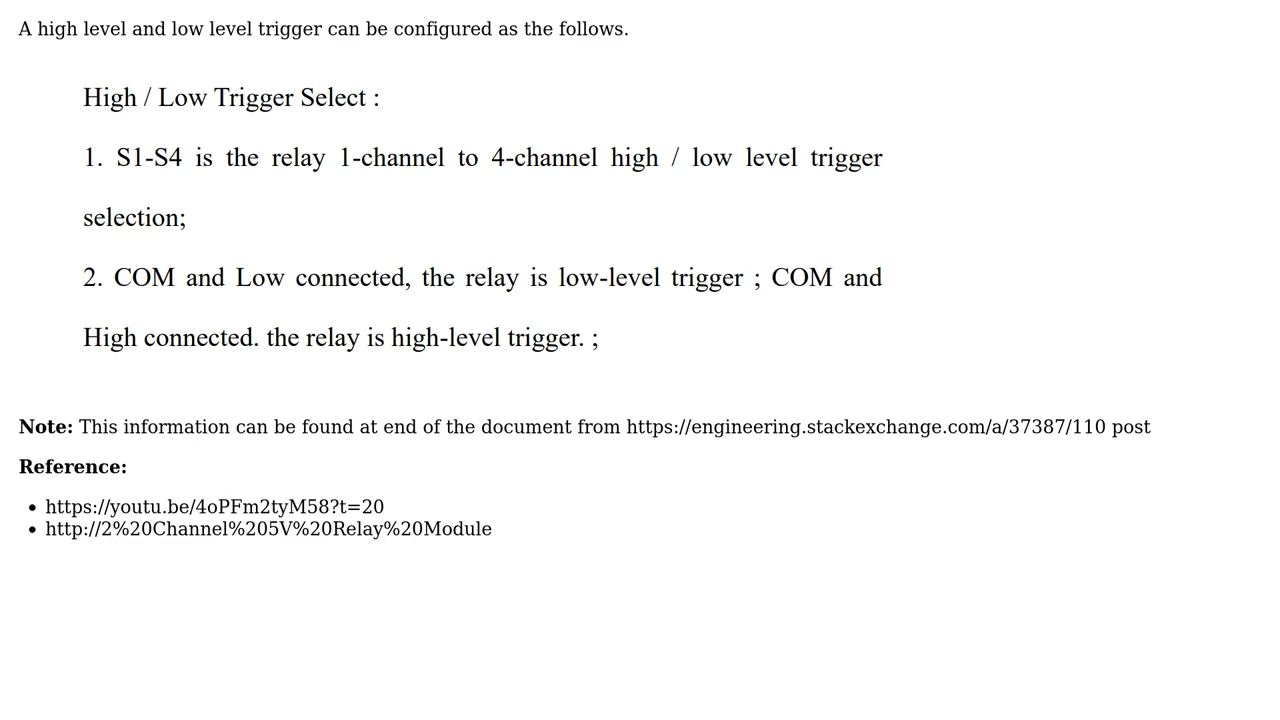 A high level and low level trigger can be configured as the follows.
High / Low Trigger Select :
1. S1-S4 is the relay 1-channel to 4-channel high / low level trigger
selection;
2. COM and Low connected, the relay is low-level trigger ; COM and
High connected. the relay is high-level trigger. ;
Note: This information can be found at end of the document from https://engineering.stackexchange.com/a/37387/110 post
Reference:
• https://youtu.be/4oPFm2tyM58?t=20
• http://2%20Channel%205V%20Relay%20Module